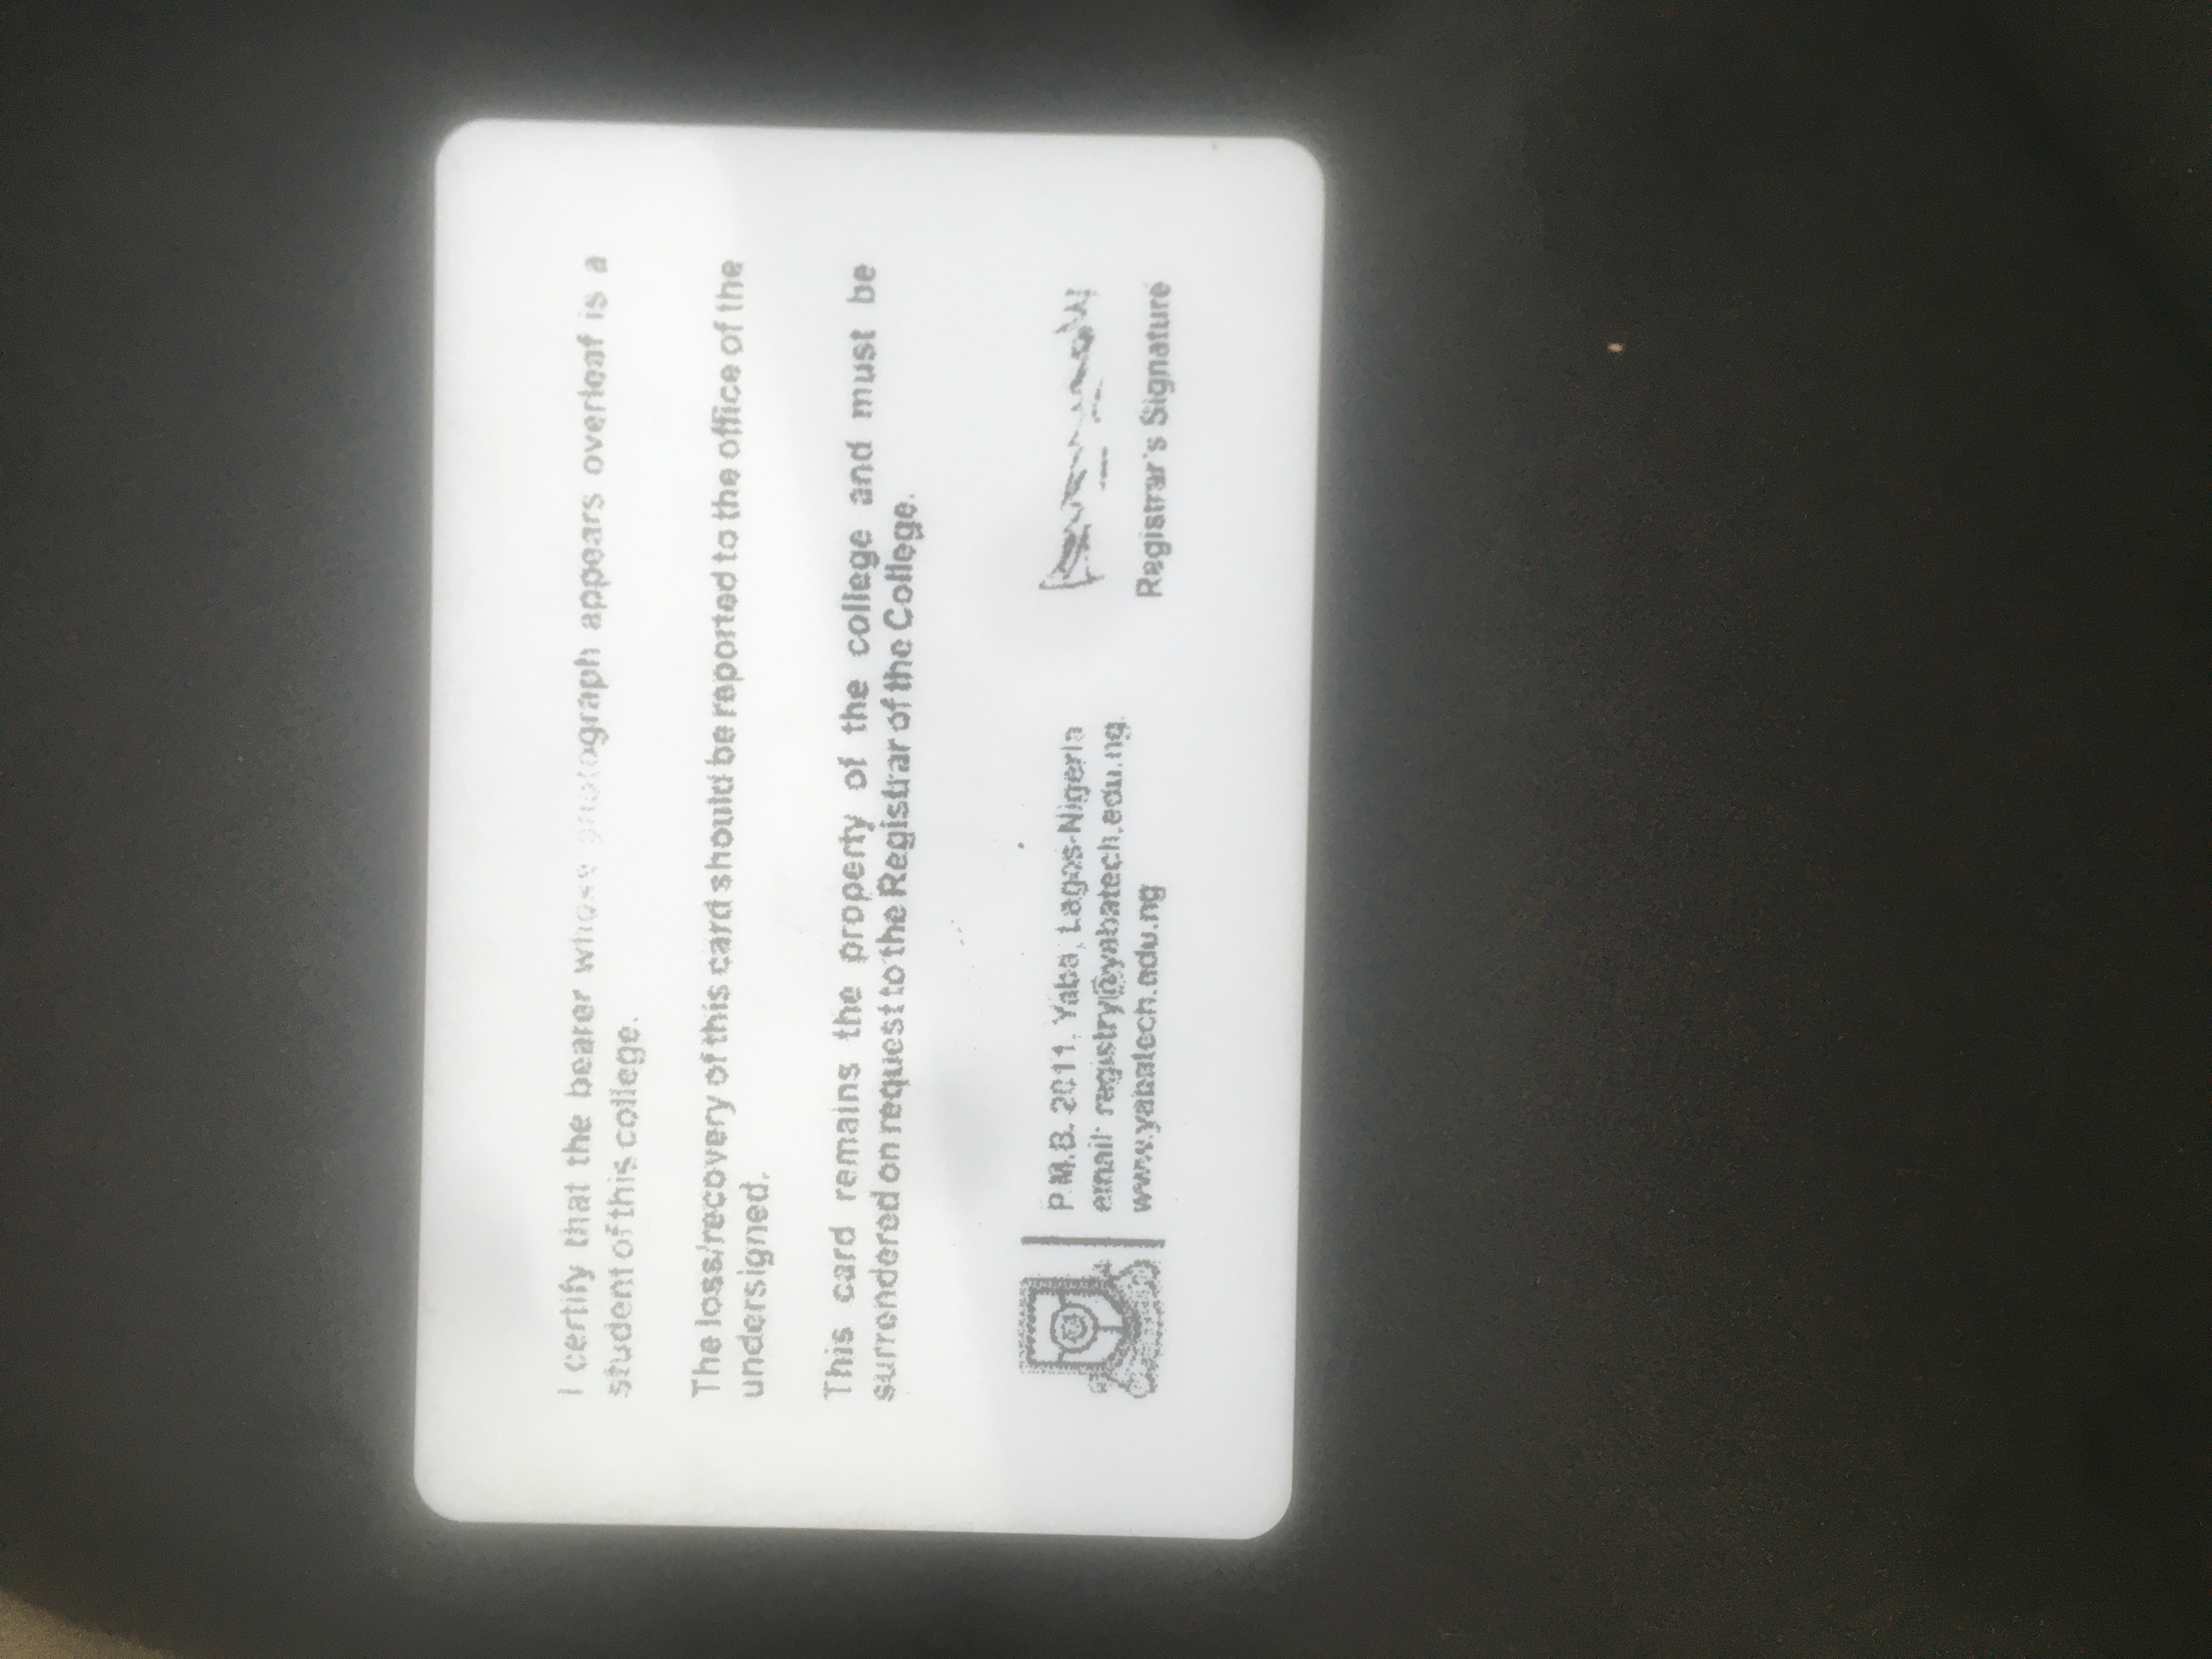 I certify that the bearer whose photograph appears overleaf is a
student of this college.
The loss/recovery of this card should be reported to the office of the
undersigned.
This card remains the property of the college and must be
surrendered on request to the Registrar of the College.
P.M.B. 2011, Yaba, Lagos-Nigeria
email: registry@yabatech.edu.ng
www.yabatech.edu.ng
Registrar's Signature